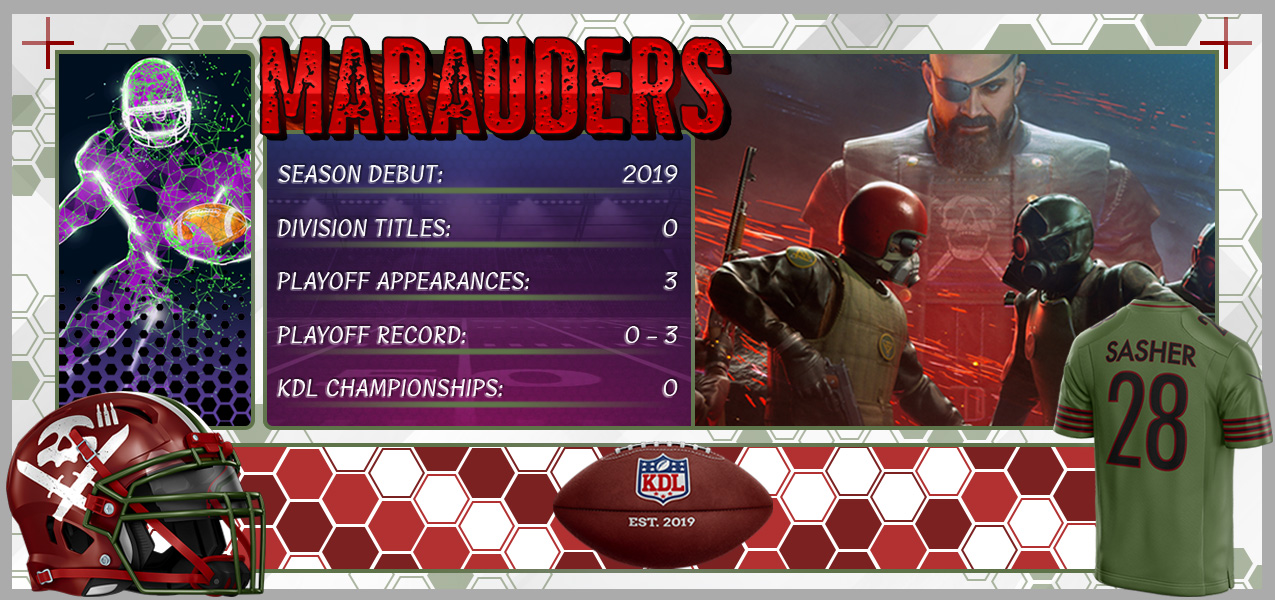 MARAUDERS
SEASON DEBUT: 2019
DIVISION TITLES: 0
PLAYOFF APPEARANCES: 3
PLAYOFF RECORD: 0 – 3
KDL CHAMPIONSHIPS: 0
SASHER
28
KDL
EST. 2019